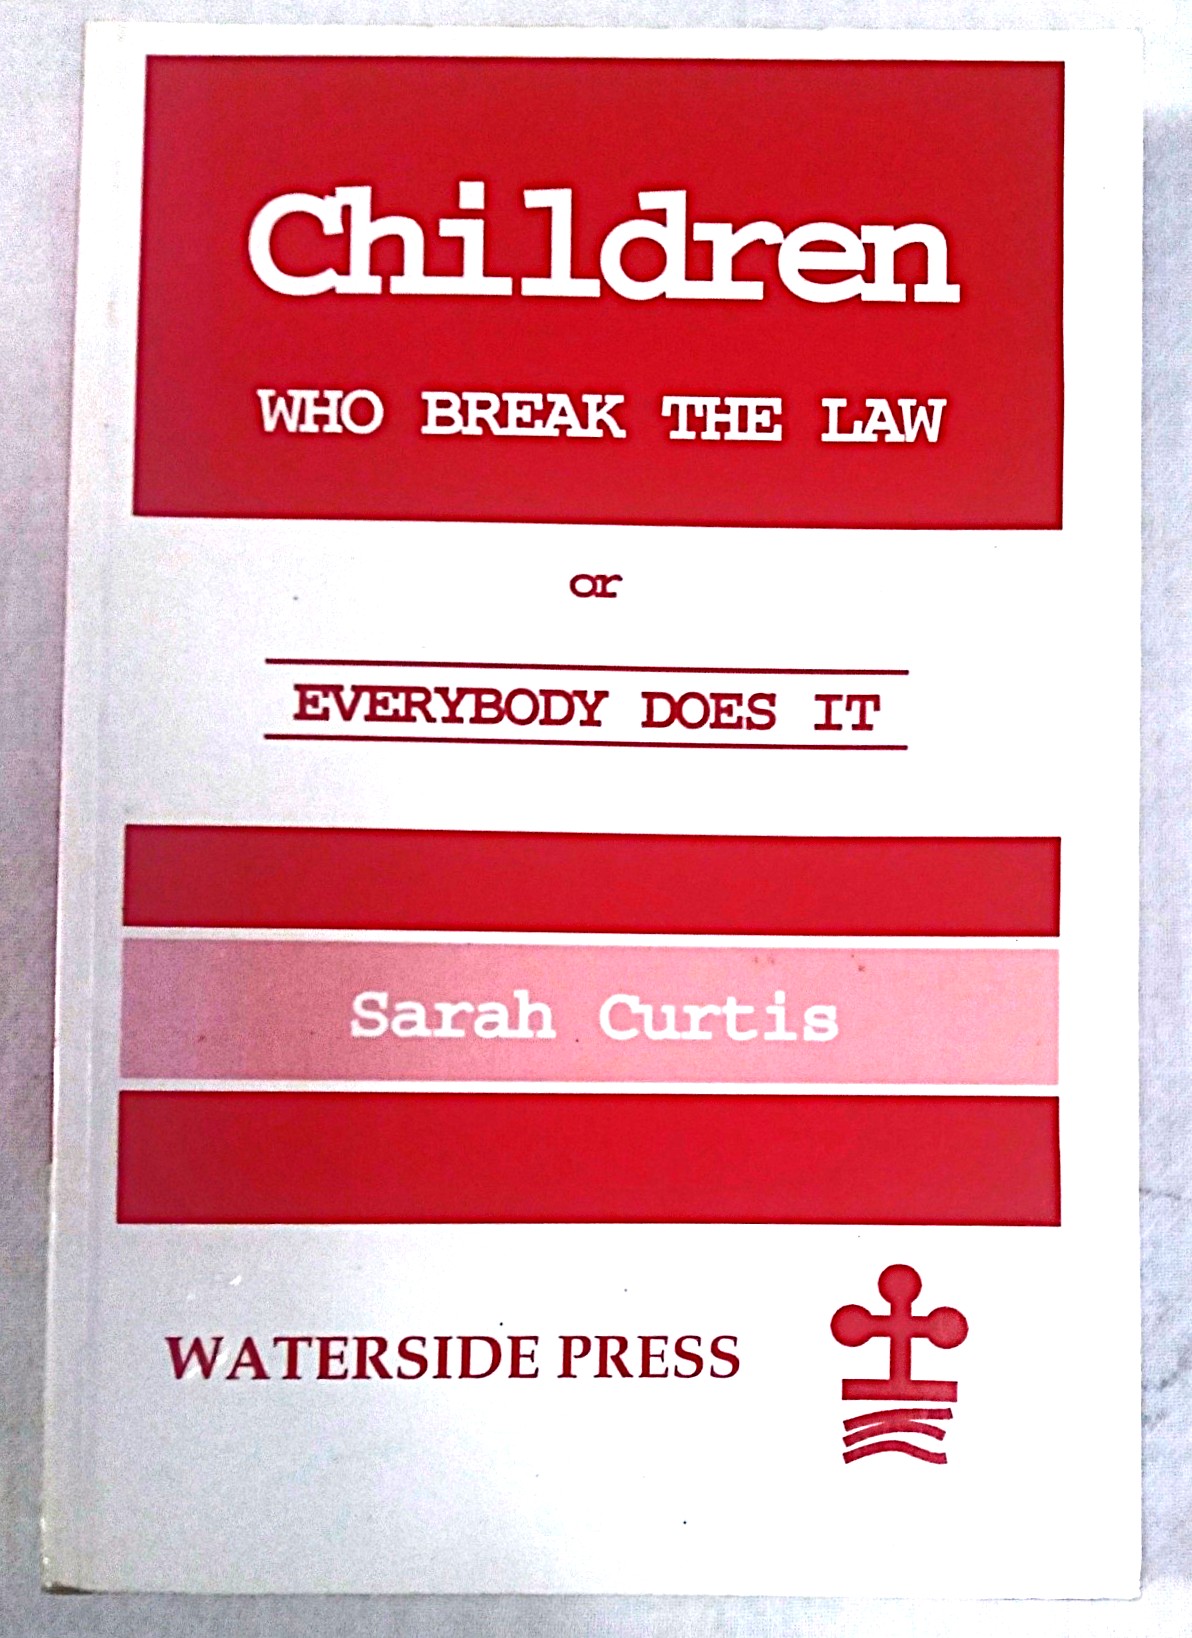 Children
WHO BREAK THE LAW
or
EVERYBODY DOES IT
Sarah Curtis
WATERSIDE PRESS